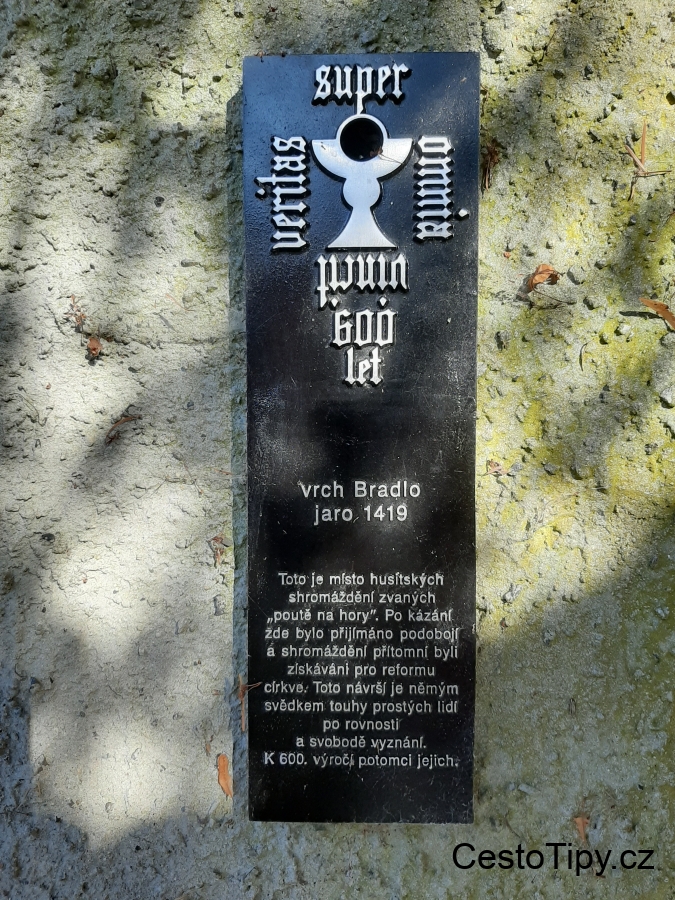 super
veritas
omnia
vincit
600
let
vrch Bradlo
jaro 1419
Toto je místo husitských
shromáždění zvaných
„poutě na hory". Po kázání
zde bylo přijímáno podobojí
a shromáždění přítomní byli
získáváni pro reformu
církve. Toto návrší je němým
svědkem touhy prostých lidí
po rovnosti
a svobodě vyznání.
K 600. výročí potomci jejich.
CestoTipy.cz